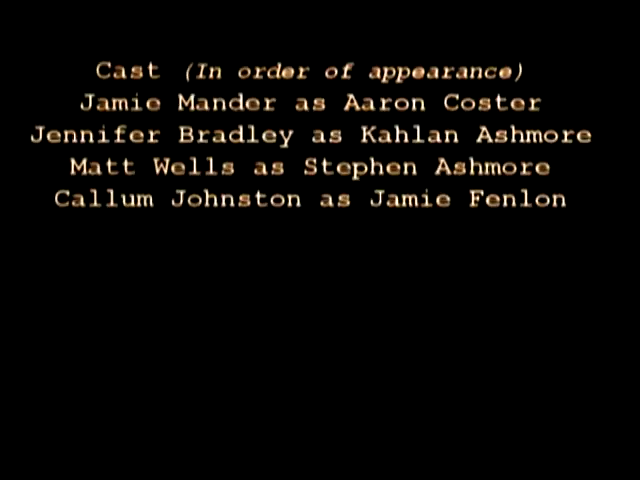 Cast (In order of appearance)
Jamie Mander as Aaron Coster
Jennifer Bradley as Kahlan Ashmore
Matt Wells as Stephen Ashmore
Callum Johnston as Jamie Fenlon